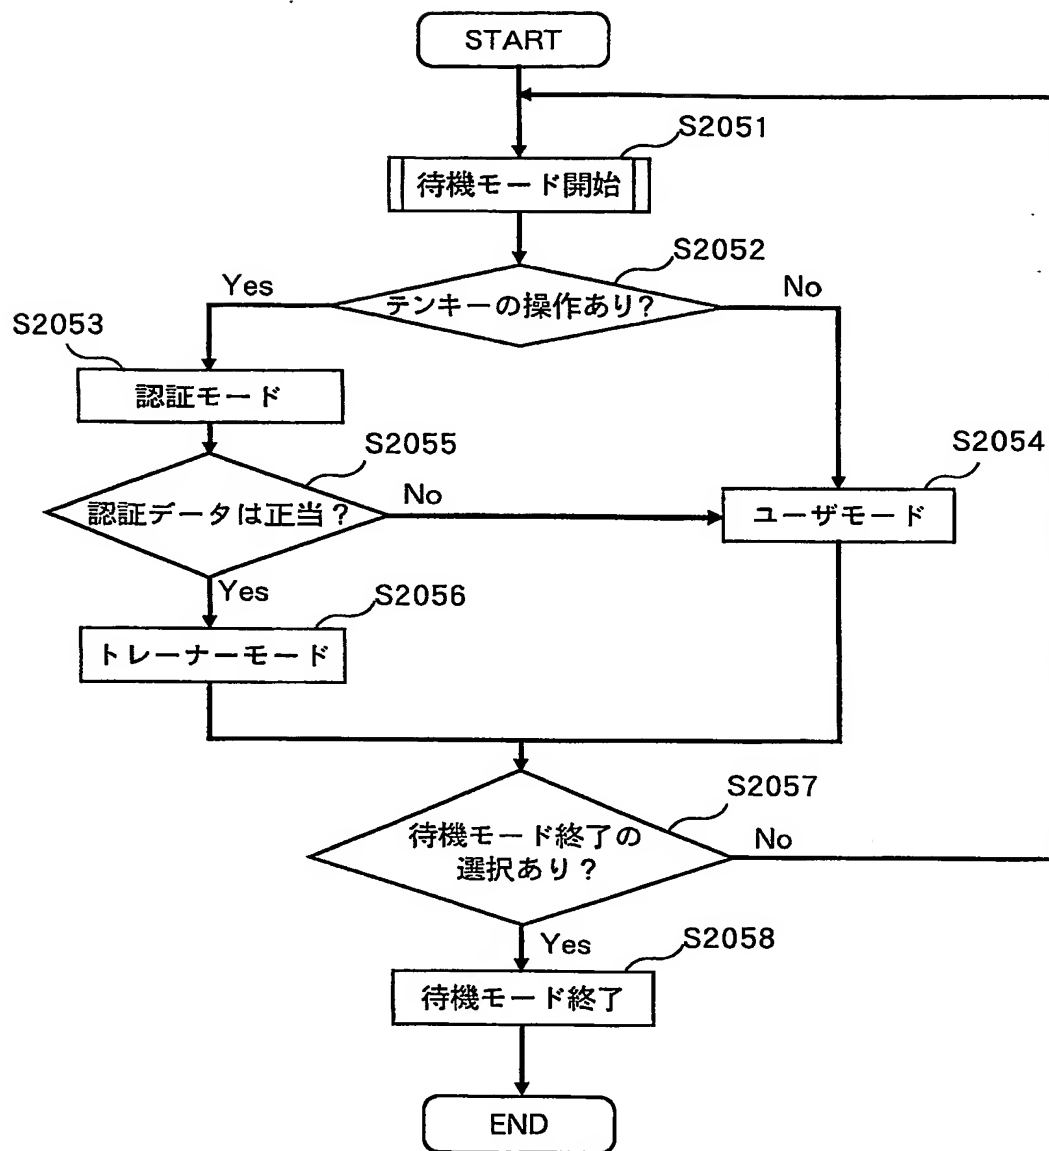 START
S2051
待機モード開始
S2052
Yes
テンキーの操作あり?
No
S2053
認証モード
S2055
S2054
認証データは正当?
No
ユーザモード
Yes
S2056
トレーナーモード
S2057
待機モード終了の
選択あり?
No
Yes
S2058
待機モード終了
END